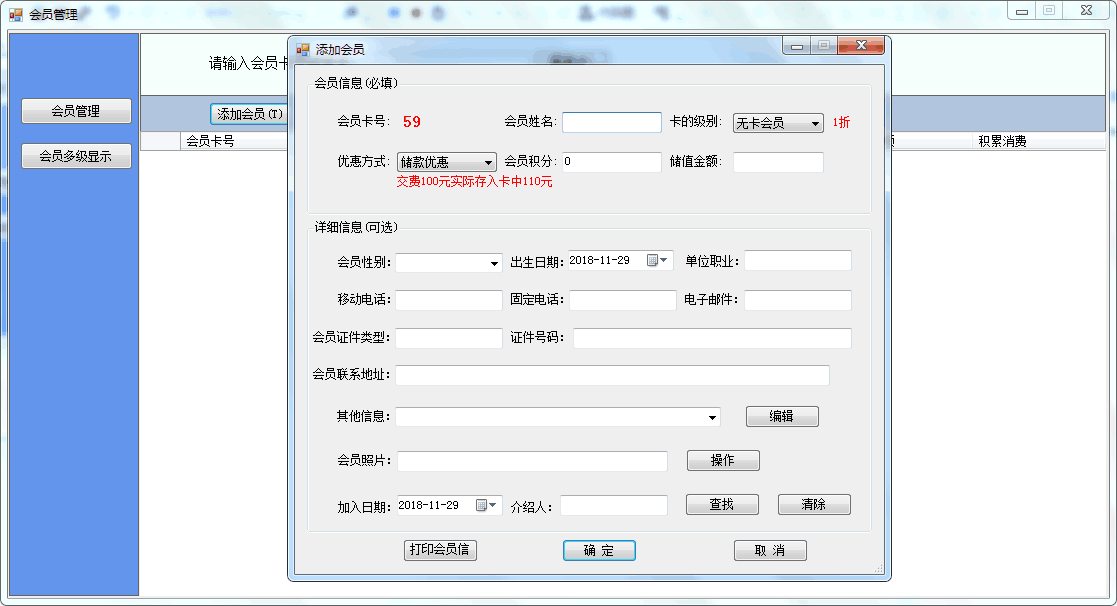 会员管理
请输入会员卡
会员管理
添加会员(T)
会员多级显示
会员卡号
积累消费
添加会员
会员信息(必填)
会员卡号: 59 会员姓名: 卡的级别: 无卡会员 1折
优惠方式: 储款优惠 会员积分: 0 储值金额:
交费100元实际存入卡中110元
详细信息(可选)
会员性别: 出生日期: 2018-11-29 单位职业:
移动电话: 固定电话: 电子邮件:
会员证件类型: 证件号码:
会员联系地址:
其他信息: 编辑
会员照片: 操作
加入日期: 2018-11-29 介绍人: 查找 清除
打印会员信 确 定 取 消